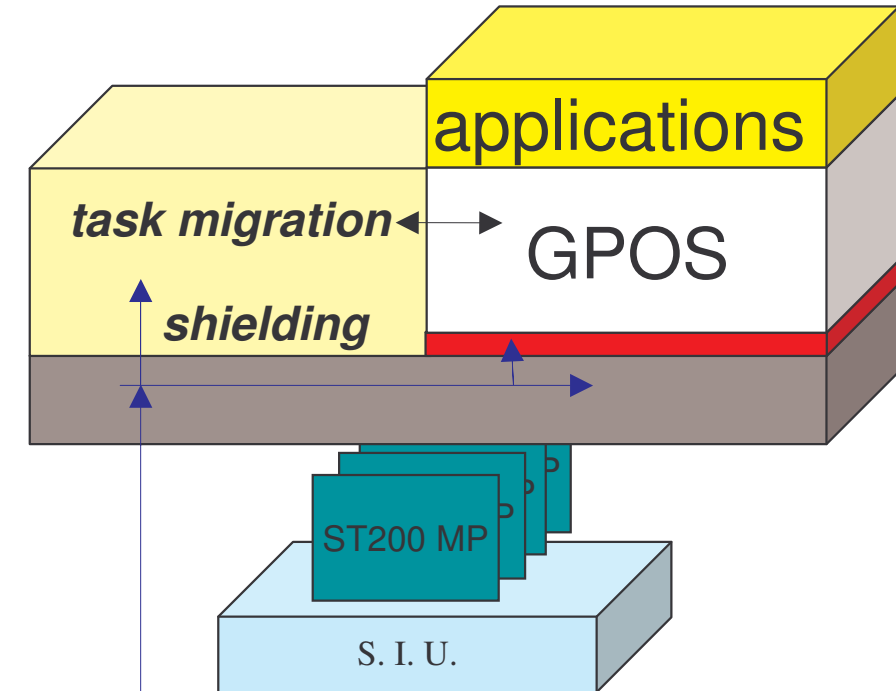 applications
task migration
GPOS
shielding
P
P
P
ST200 MP
S. I. U.